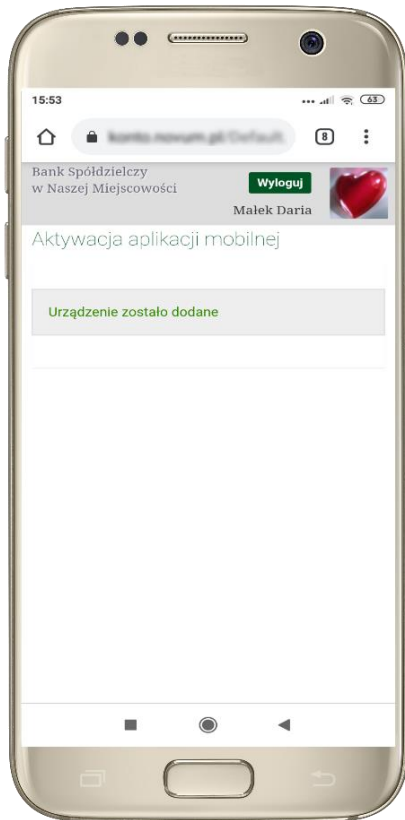 15:53
63
8
Bank Spółdzielczy
w Naszej Miejscowości
Wyloguj
Małek Daria
Aktywacja aplikacji mobilnej
Urządzenie zostało dodane